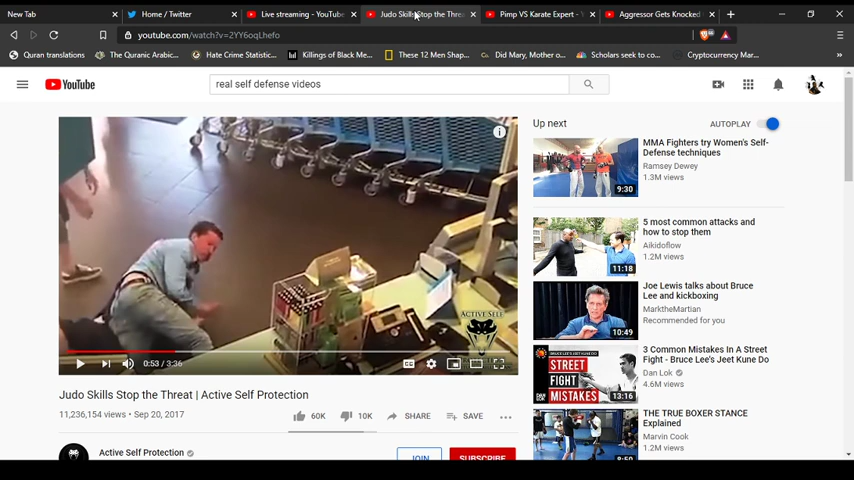 New Tab
Home / Twitter
Live streaming - YouTube
Judo Skills Stop the Threa
Pimp VS Karate Expert - Y
Aggressor Gets Knocked
youtube.com/watch?v=2YY6oqLhefo
Quran translations
The Quranic Arabic...
Hate Crime Statistic...
Killings of Black Me...
These 12 Men Shap...
Did Mary, Mother o...
Scholars seek to co...
Cryptocurrency Mar...
YouTube
real self defense videos
ACTIVE SELF
0:53 / 3:36
Judo Skills Stop the Threat | Active Self Protection
11,236,154 views • Sep 20, 2017
60K
10K
SHARE
SAVE
Active Self Protection
JOIN
SUBSCRIBE
Up next
AUTOPLAY
MMA Fighters try Women's Self-
Defense techniques
Ramsey Dewey
1.3M views
9:30
5 most common attacks and
how to stop them
Aikidoflow
1.2M views
11:18
Joe Lewis talks about Bruce
Lee and kickboxing
MarktheMartian
Recommended for you
10:49
3 Common Mistakes In A Street
Fight - Bruce Lee's Jeet Kune Do
Dan Lok
4.6M views
BRUCE LEE'S JEET KUNE DO
STREET
FIGHT
MISTAKES
13:16
THE TRUE BOXER STANCE
Explained
Marvin Cook
1.2M views
8:50